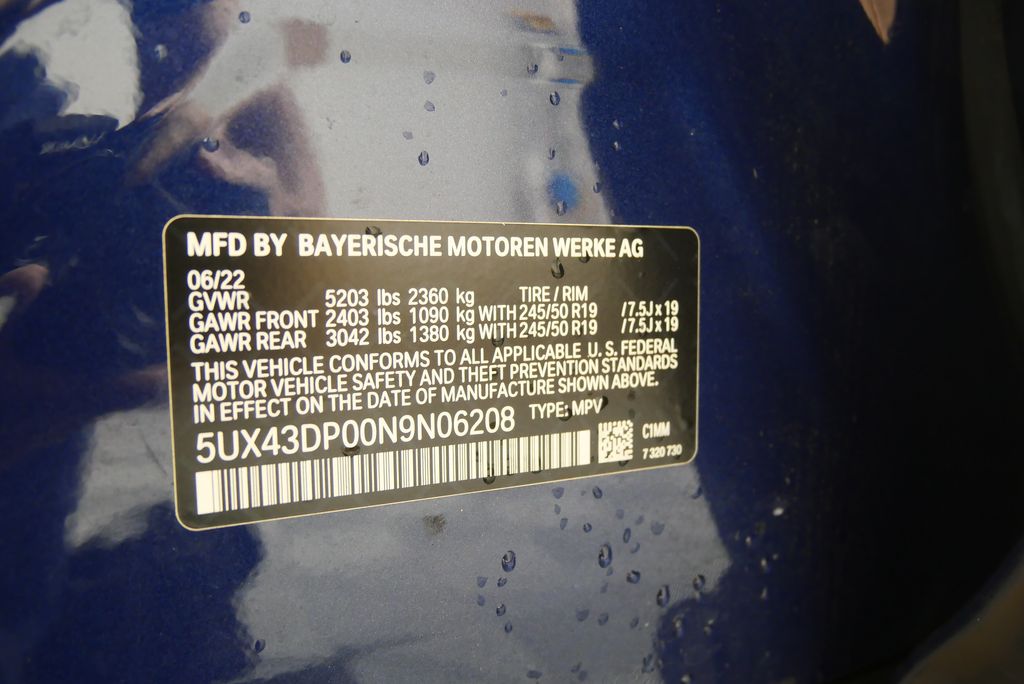 MFD BY BAYERISCHE MOTOREN WERKE AG
06/22
GVWR 5203 lbs 2360 kg TIRE / RIM
GAWR FRONT 2403 lbs 1090 kg WITH 245/50 R19 /7.5J x 19
GAWR REAR 3042 lbs 1380 kg WITH 245/50 R19 /7.5J x 19
THIS VEHICLE CONFORMS TO ALL APPLICABLE U.S. FEDERAL
MOTOR VEHICLE SAFETY AND THEFT PREVENTION STANDARDS
IN EFFECT ON THE DATE OF MANUFACTURE SHOWN ABOVE.
5UX43DP00N9N06208 TYPE: MPV
C1MM
7 320 730